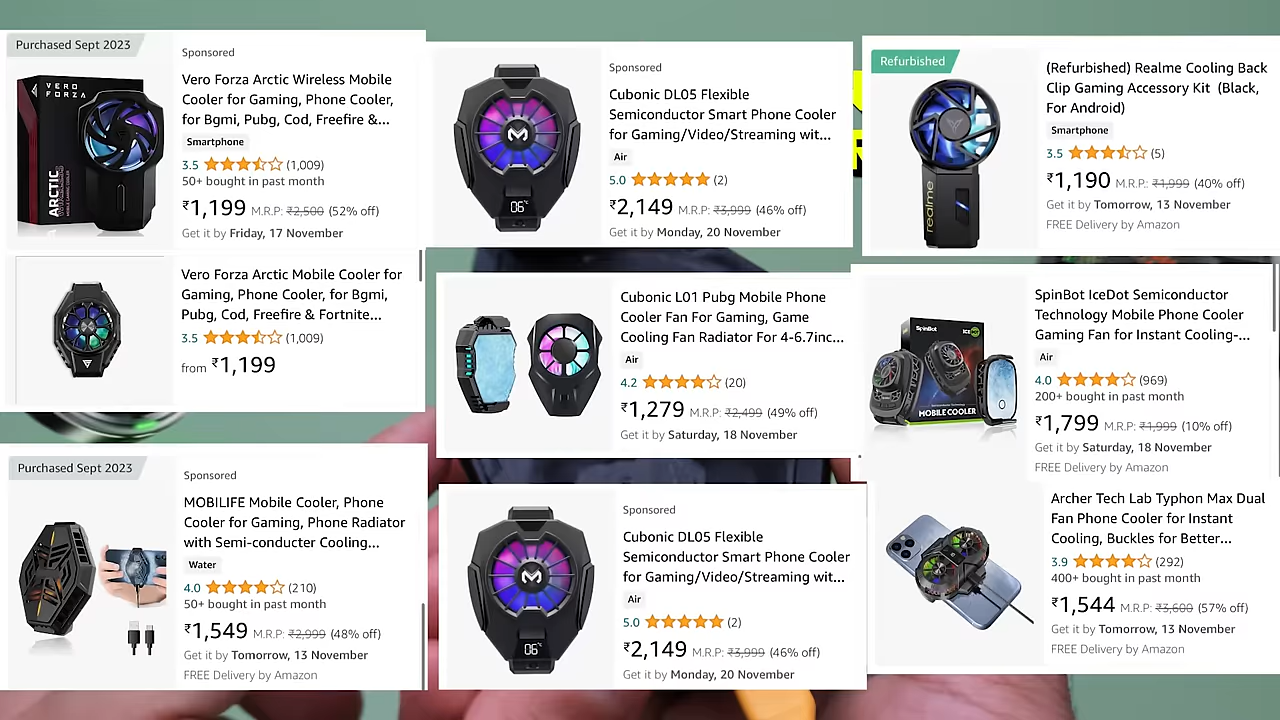 Purchased Sept 2023
VERO
FORZA
ARCTIC
Sponsored
Vero Forza Arctic Wireless Mobile
Cooler for Gaming, Phone Cooler,
for Bgmi, Pubg, Cod, Freefire &...
Smartphone
3.5 (1,009)
50+ bought in past month
₹1,199 M.R.P.: ₹2,500 (52% off)
Get it by Friday, 17 November
Vero Forza Arctic Mobile Cooler for
Gaming, Phone Cooler, for Bgmi,
Pubg, Cod, Freefire & Fortnite...
3.5 (1,009)
from ₹1,199
Purchased Sept 2023
Sponsored
MOBILIFE Mobile Cooler, Phone
Cooler for Gaming, Phone Radiator
with Semi-conducter Cooling...
Water
4.0 (210)
50+ bought in past month
₹1,549 M.R.P.: ₹2,999 (48% off)
Get it by Tomorrow, 13 November
FREE Delivery by Amazon
06°c
Sponsored
Cubonic DL05 Flexible
Semiconductor Smart Phone Cooler
for Gaming/Video/Streaming wit...
Air
5.0 (2)
₹2,149 M.R.P.: ₹3,999 (46% off)
Get it by Monday, 20 November
Cubonic L01 Pubg Mobile Phone
Cooler Fan For Gaming, Game
Cooling Fan Radiator For 4-6.7inc...
Air
4.2 (20)
₹1,279 M.R.P.: ₹2,499 (49% off)
Get it by Saturday, 18 November
06°c
Sponsored
Cubonic DL05 Flexible
Semiconductor Smart Phone Cooler
for Gaming/Video/Streaming wit...
Air
5.0 (2)
₹2,149 M.R.P.: ₹3,999 (46% off)
Get it by Monday, 20 November
Refurbished
realme
(Refurbished) Realme Cooling Back
Clip Gaming Accessory Kit (Black,
For Android)
Smartphone
3.5 (5)
₹1,190 M.R.P.: ₹1,999 (40% off)
Get it by Tomorrow, 13 November
FREE Delivery by Amazon
SpinBot
ICEDOT
MOBILE COOLER
SpinBot IceDot Semiconductor
Technology Mobile Phone Cooler
Gaming Fan for Instant Cooling-...
Air
4.0 (969)
200+ bought in past month
₹1,799 M.R.P.: ₹1,999 (10% off)
Get it by Saturday, 18 November
FREE Delivery by Amazon
Archer Tech Lab Typhon Max Dual
Fan Phone Cooler for Instant
Cooling, Buckles for Better...
3.9 (292)
400+ bought in past month
₹1,544 M.R.P.: ₹3,600 (57% off)
Get it by Tomorrow, 13 November
FREE Delivery by Amazon